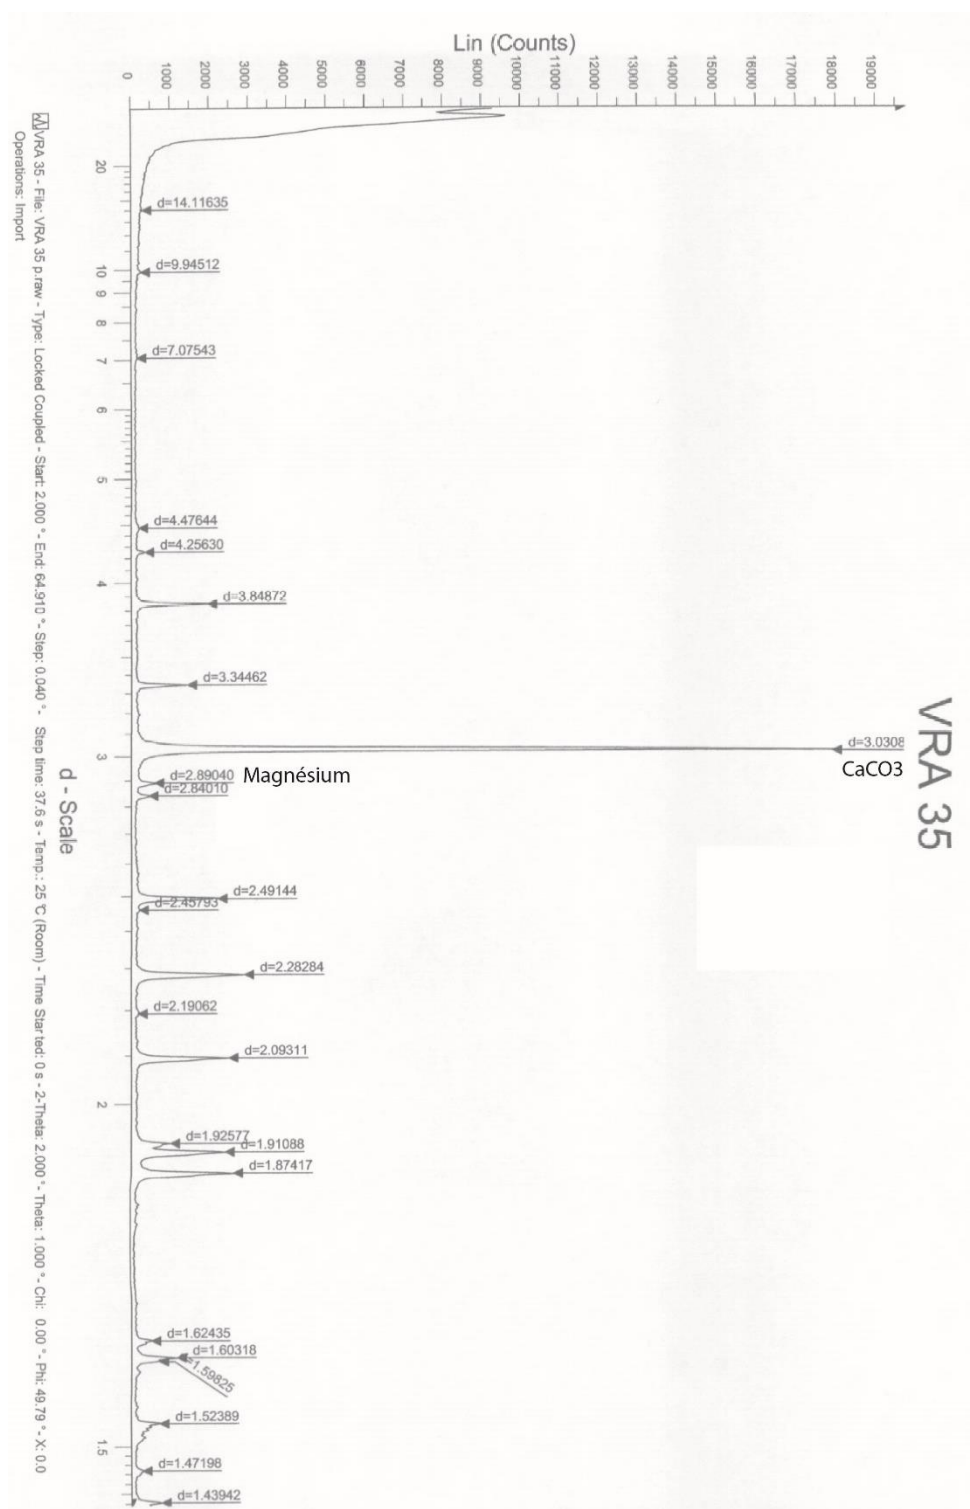 VRA 35
Lin (Counts)
0
1000
2000
3000
4000
5000
6000
7000
8000
9000
10000
11000
12000
13000
14000
15000
16000
17000
18000
19000
d=14.11635
d=9.94512
d=7.07543
d=4.47644
d=4.25630
d=3.84872
d=3.34462
d=3.0308
CaCO3
d=2.89040 Magnésium
d=2.84010
d=2.49144
d=2.45793
d=2.28284
d=2.19062
d=2.09311
d=1.92577
d=1.91088
d=1.87417
d=1.62435
d=1.60318
d=1.59825
d=1.52389
d=1.47198
d=1.43942
20
10
9
8
7
6
5
4
3
2
1.5
d - Scale
VRA 35 - File: VRA 35 p.raw - Type: Locked Coupled - Start: 2.000 ° - End: 64.910 ° - Step: 0.040 ° - Step time: 37.6 s - Temp.: 25 °C (Room) - Time Started: 0 s - 2-Theta: 2.000 ° - Theta: 1.000 ° - Chi: 0.00 ° - Phi: 49.79 ° - X: 0.0
Operations: Import